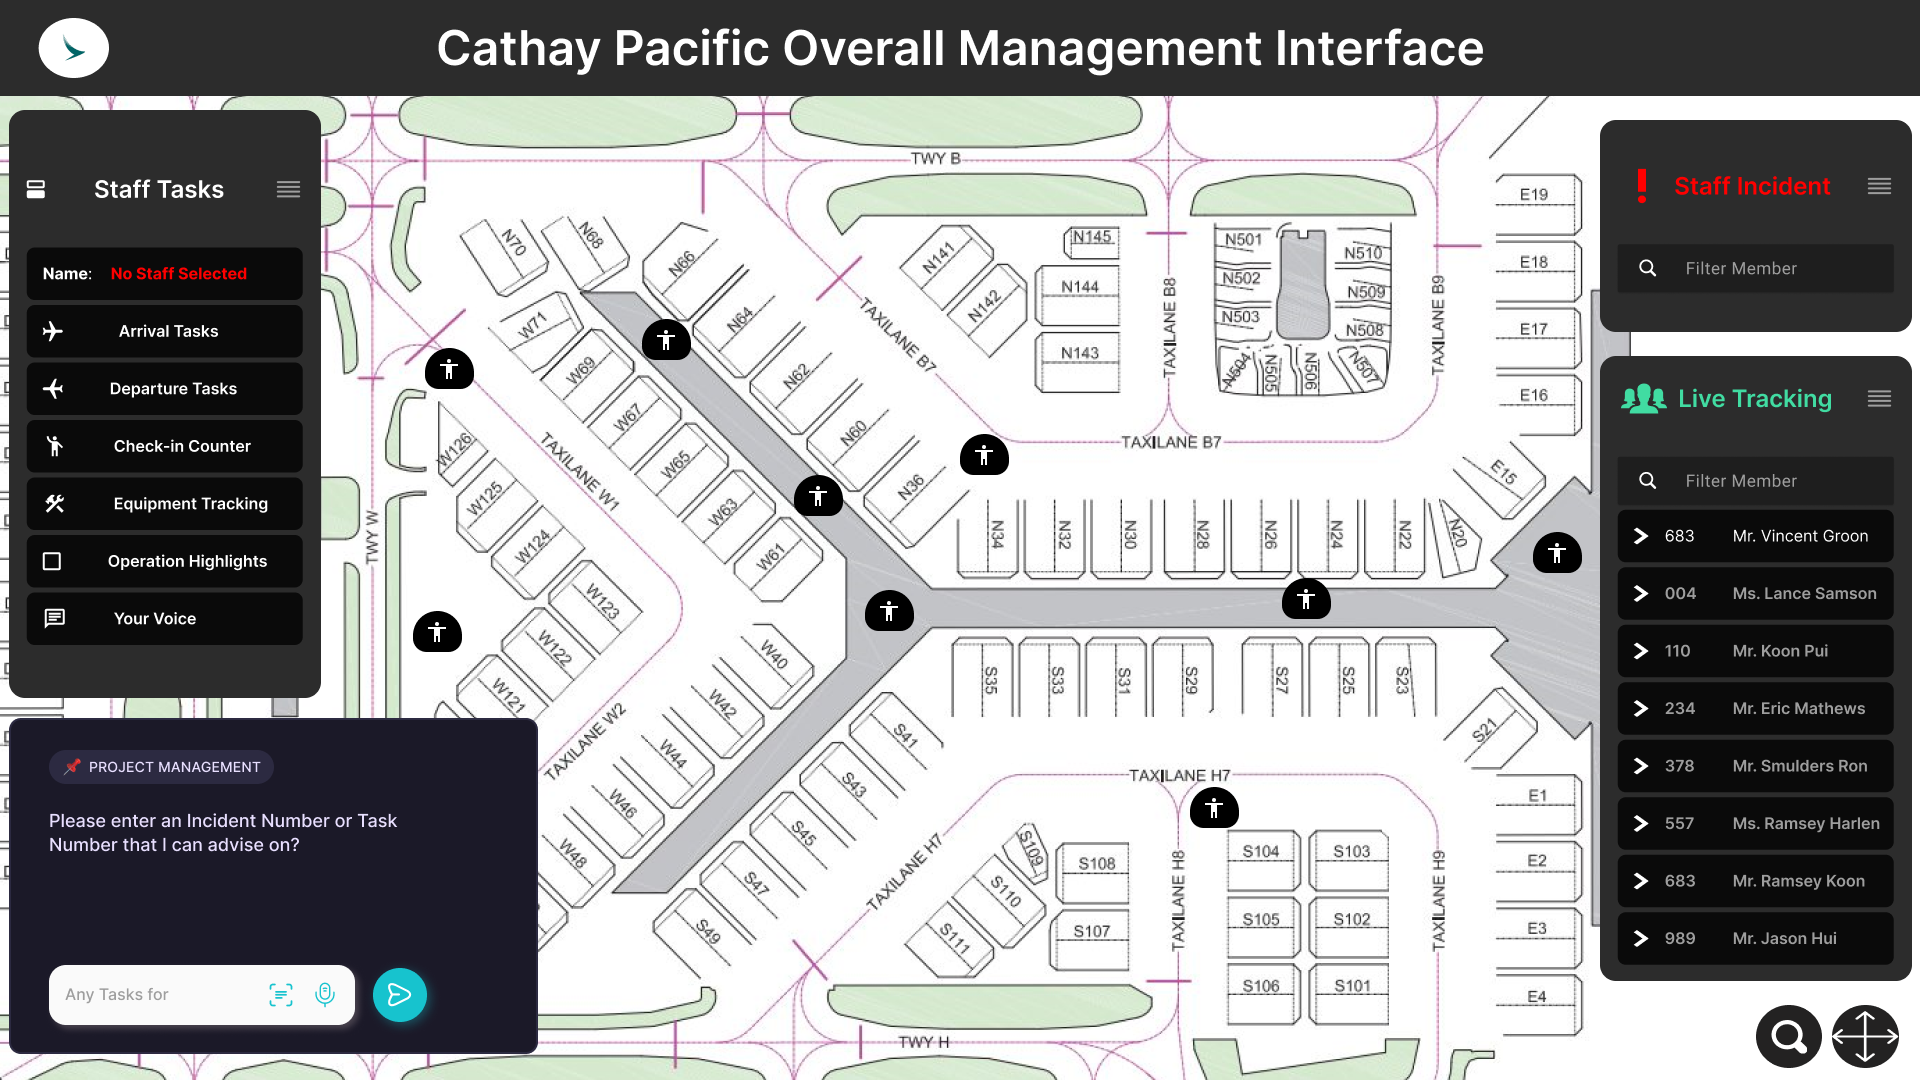 Cathay Pacific Overall Management Interface
Staff Tasks
Name: No Staff Selected
Arrival Tasks
Departure Tasks
Check-in Counter
Equipment Tracking
Operation Highlights
Your Voice
PROJECT MANAGEMENT
Please enter an Incident Number or Task
Number that I can advise on?
Any Tasks for
TWY B
N70
N68
N66
N64
N62
N60
N36
W71
W69
W67
W65
W63
W61
TAXILANE W1
TWY W
W126
W125
W124
W123
W122
W121
TAXILANE W2
W40
W42
W44
W46
W48
N141
N142
N145
N144
N143
TAXILANE B7
TAXILANE B8
N501
N502
N503
N504
N505
N506
N507
N508
N509
N510
TAXILANE B9
TAXILANE B7
E19
E18
E17
E16
E15
N34
N32
N30
N28
N26
N24
N22
N20
S35
S33
S31
S29
S27
S25
S23
S21
S41
S43
S45
S47
S49
TAXILANE H7
TAXILANE H7
S109
S110
S111
S108
S107
TAXILANE H8
S104
S103
S105
S102
S106
S101
TAXILANE H9
E1
E2
E3
E4
TWY H
Staff Incident
Filter Member
Live Tracking
Filter Member
683 Mr. Vincent Groon
004 Ms. Lance Samson
110 Mr. Koon Pui
234 Mr. Eric Mathews
378 Mr. Smulders Ron
557 Ms. Ramsey Harlen
683 Mr. Ramsey Koon
989 Mr. Jason Hui